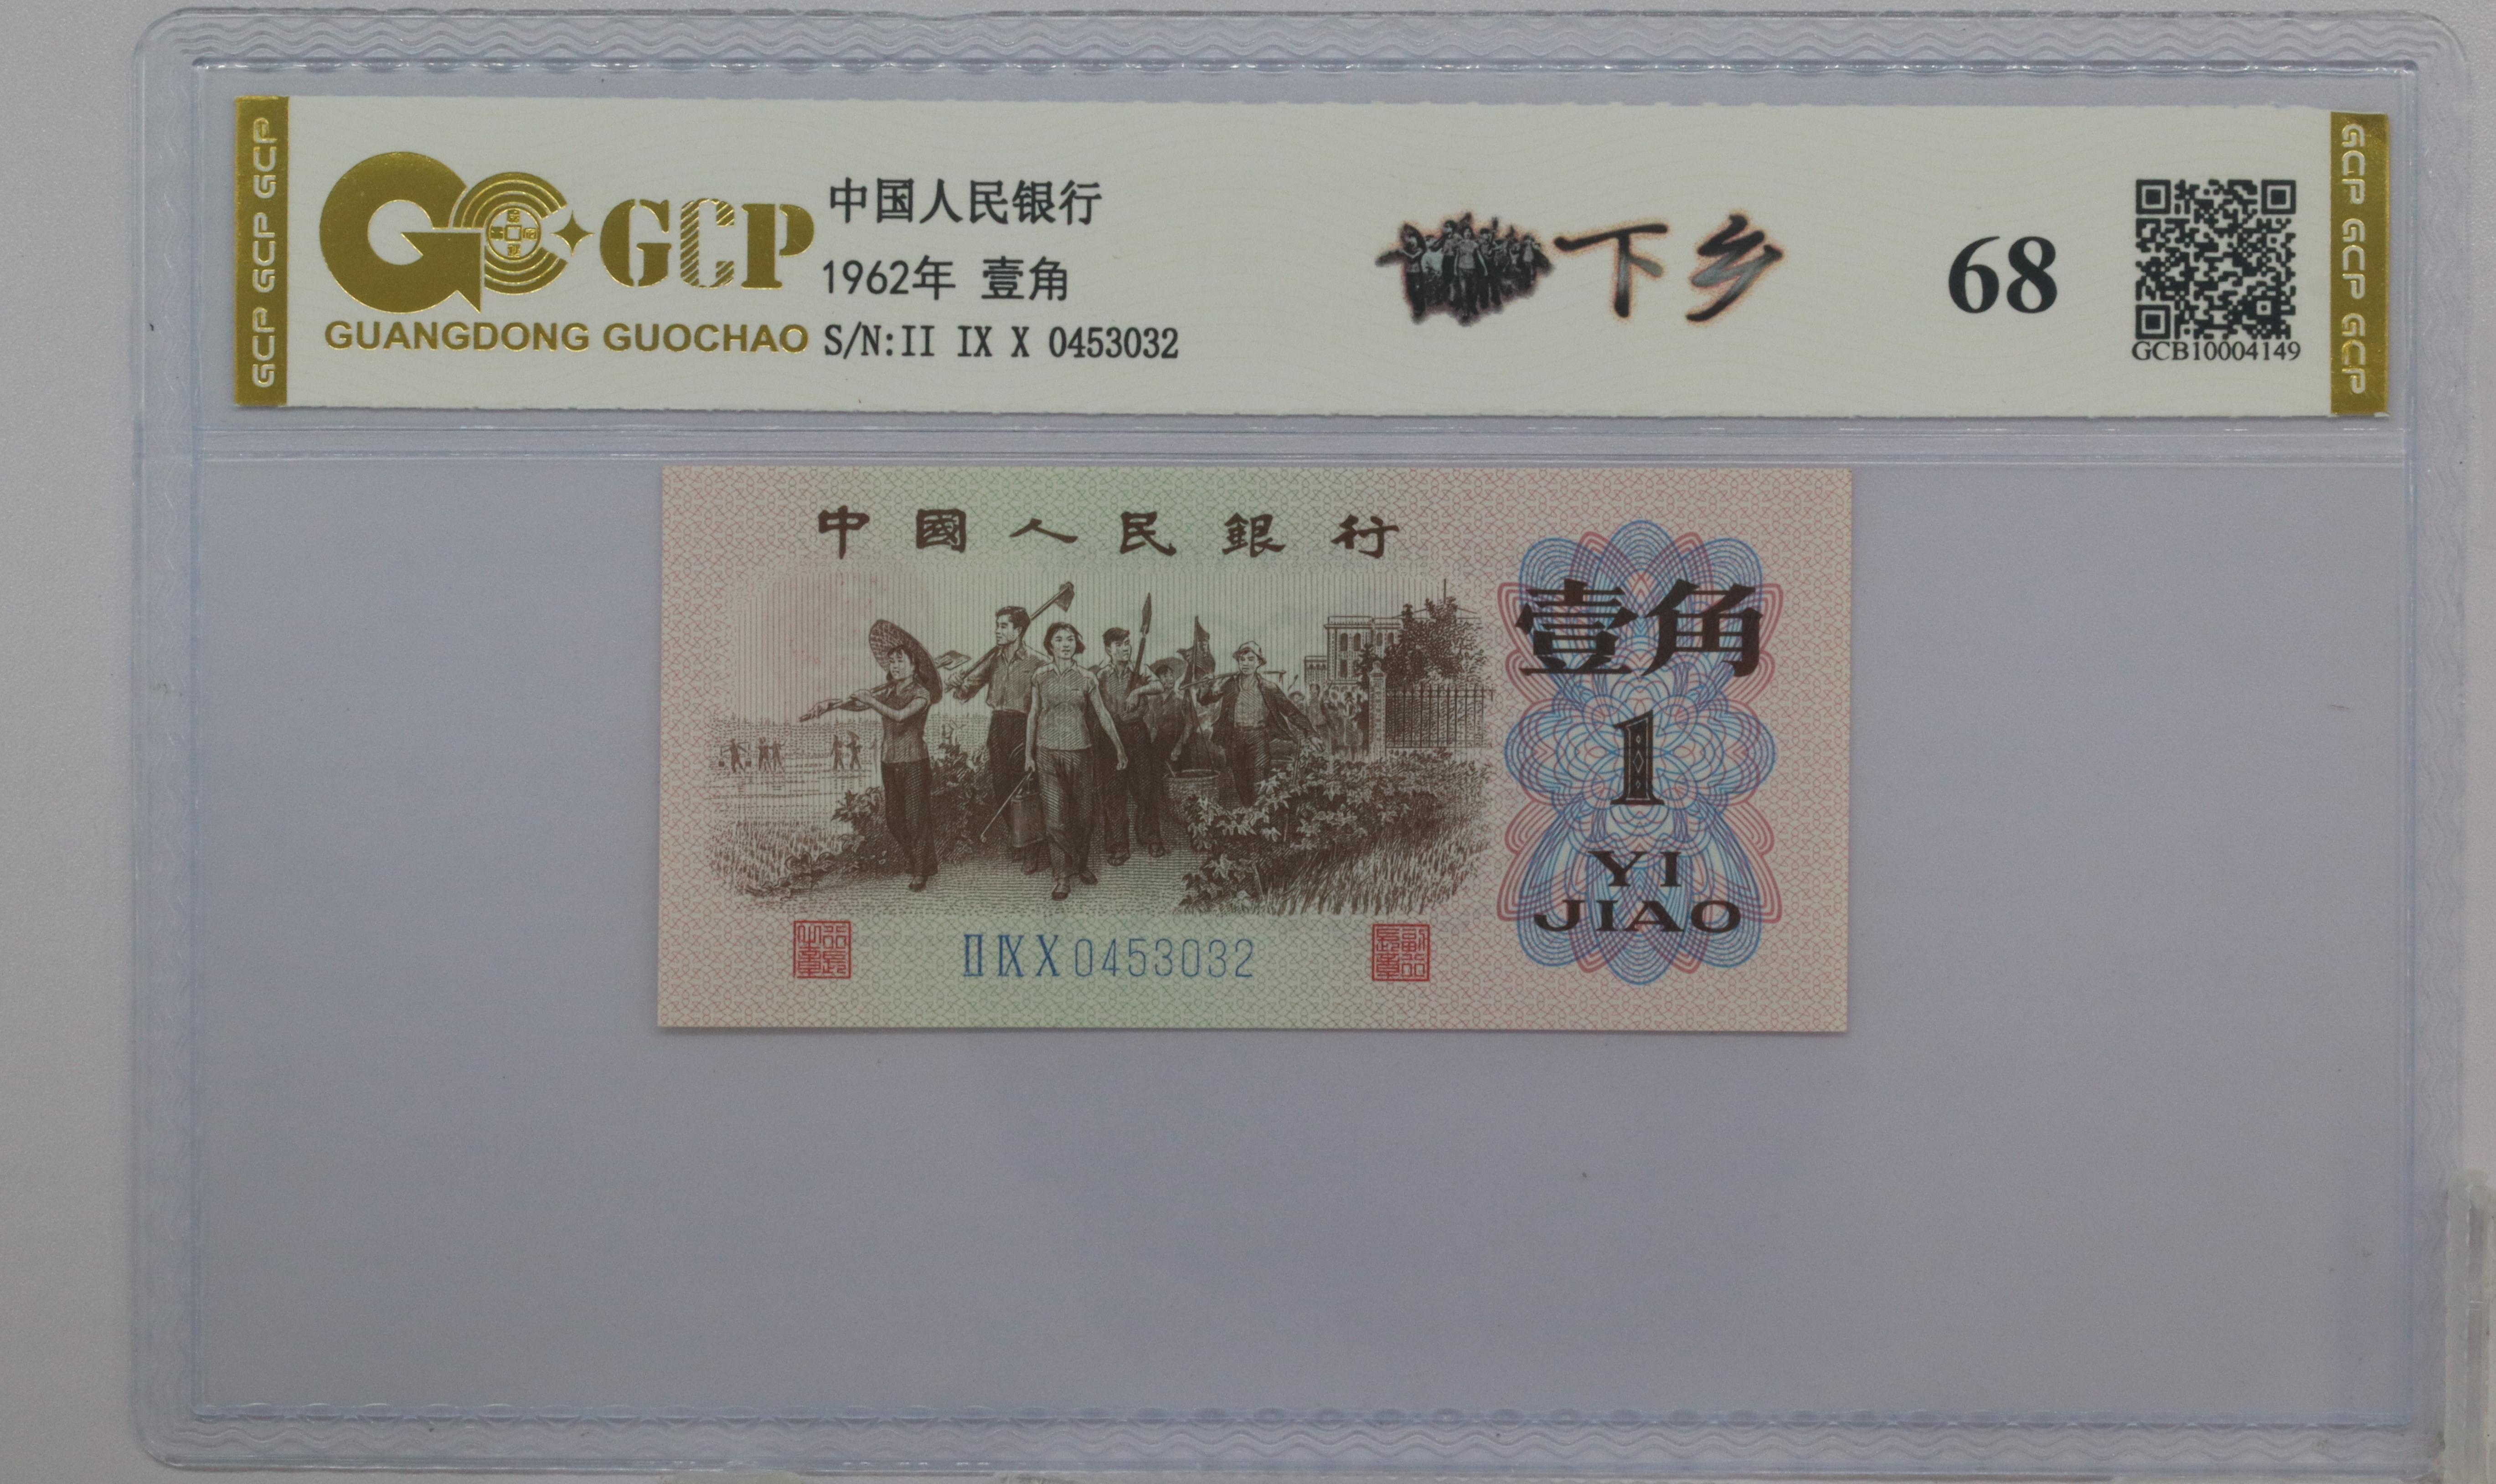 GCP GCP GCP
GCP
GUANGDONG GUOCHAO
中国人民银行
1962年 壹角
S/N:II IX X 0453032
下乡
68
GCB10004149
GCP GCP GCP
中國人民銀行
壹角
1
YI
JIAO
II IX X 0453032